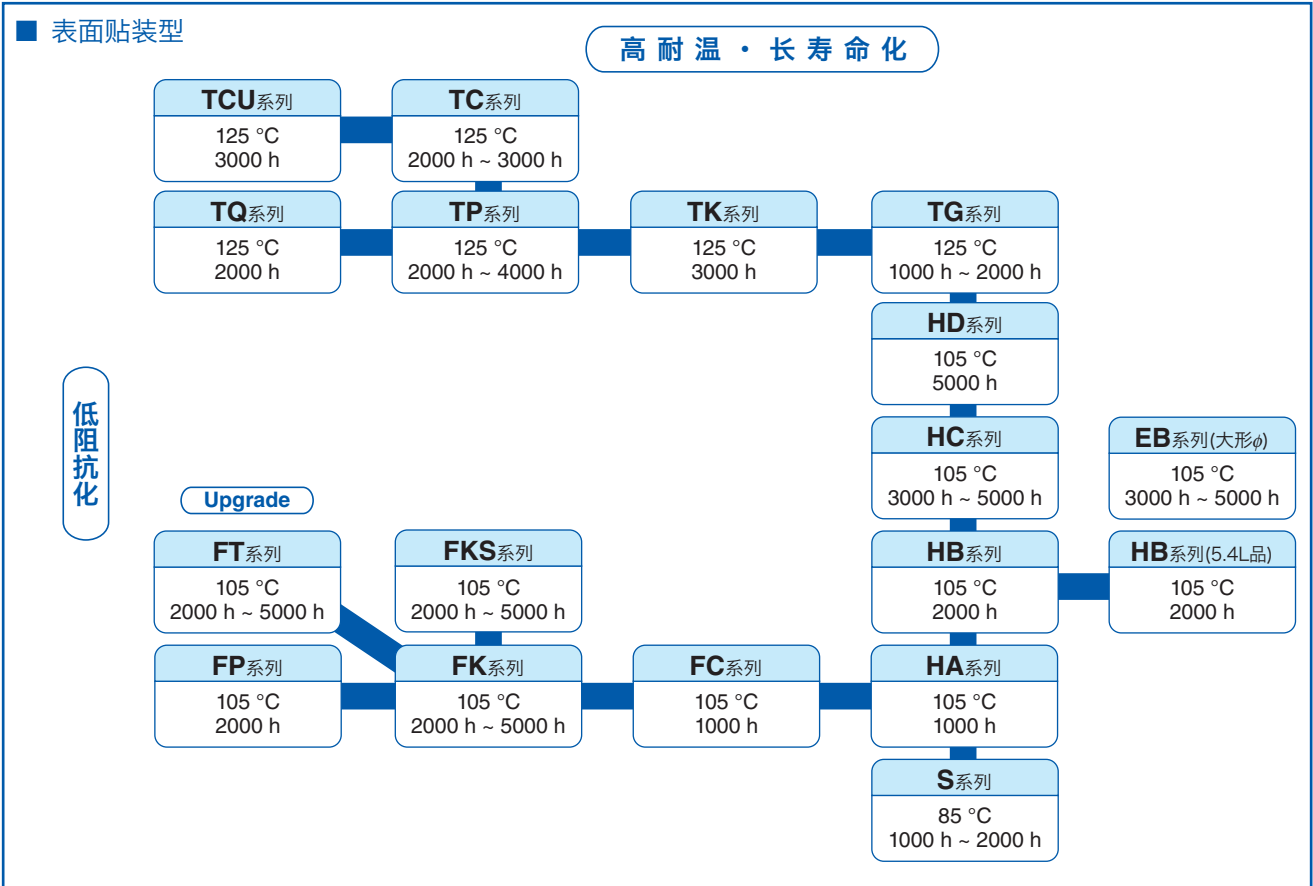 ■ 表面贴装型
高耐温·长寿命化
TCU系列
125 °C
3000 h
TC系列
125 °C
2000 h ~ 3000 h
TQ系列
125 °C
2000 h
TP系列
125 °C
2000 h ~ 4000 h
TK系列
125 °C
3000 h
TG系列
125 °C
1000 h ~ 2000 h
HD系列
105 °C
5000 h
低阻抗化
HC系列
105 °C
3000 h ~ 5000 h
EB系列(大形ϕ)
105 °C
3000 h ~ 5000 h
Upgrade
FT系列
105 °C
2000 h ~ 5000 h
FKS系列
105 °C
2000 h ~ 5000 h
HB系列
105 °C
2000 h
HB系列(5.4L品)
105 °C
2000 h
FP系列
105 °C
2000 h
FK系列
105 °C
2000 h ~ 5000 h
FC系列
105 °C
1000 h
HA系列
105 °C
1000 h
S系列
85 °C
1000 h ~ 2000 h